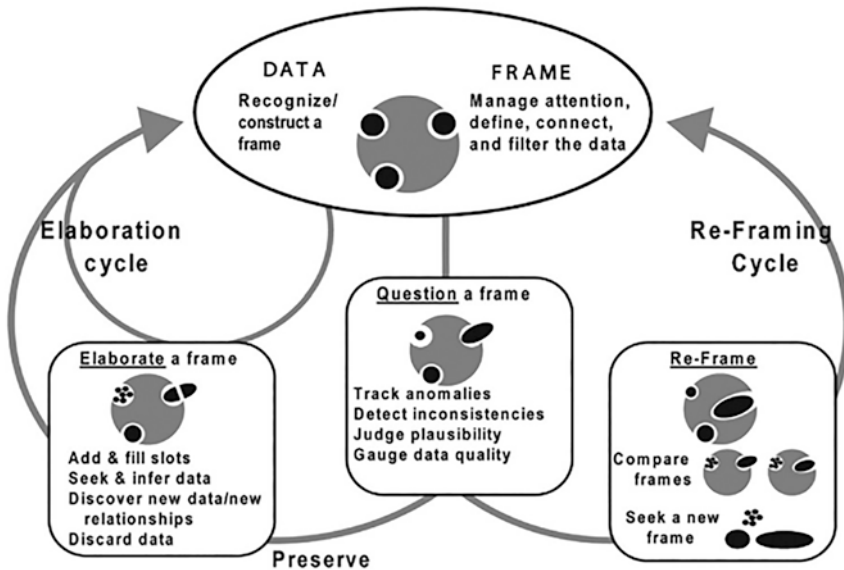 DATA
Recognize/
construct a
frame
FRAME
Manage attention,
define, connect,
and filter the data
Elaboration
cycle
Re-Framing
Cycle
Elaborate a frame
Add & fill slots
Seek & infer data
Discover new data/new
relationships
Discard data
Question a frame
Track anomalies
Detect inconsistencies
Judge plausibility
Gauge data quality
Re-Frame
Compare
frames
Seek a new
frame
Preserve